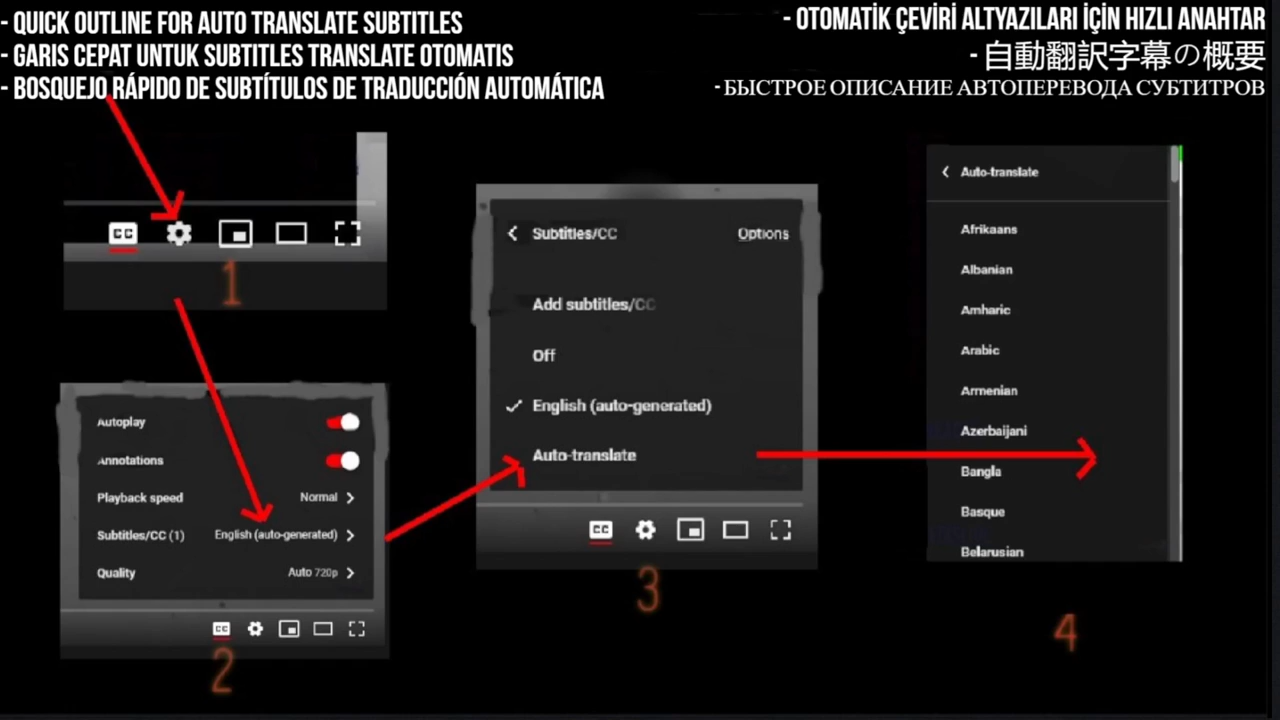 - QUICK OUTLINE FOR AUTO TRANSLATE SUBTITLES
- GARIS CEPAT UNTUK SUBTITLES TRANSLATE OTOMATIS
- BOSQUEJO RÁPIDO DE SUBTÍTULOS DE TRADUCCIÓN AUTOMÁTICA
- OTOMATİK ÇEVİRİ ALTYAZILARI İÇİN HIZLI ANAHTAR
- 自動翻訳字幕の概要
- БЫСТРОЕ ОПИСАНИЕ АВТОПЕРЕВОДА СУБТИТРОВ
CC
1
Autoplay
Annotations
Playback speed Normal
Subtitles/CC (1) English (auto-generated)
Quality Auto 720p
CC
2
Subtitles/CC Options
Add subtitles/CC
Off
English (auto-generated)
Auto-translate
CC
3
Auto-translate
Afrikaans
Albanian
Amharic
Arabic
Armenian
Azerbaijani
Bangla
Basque
Belarusian
4